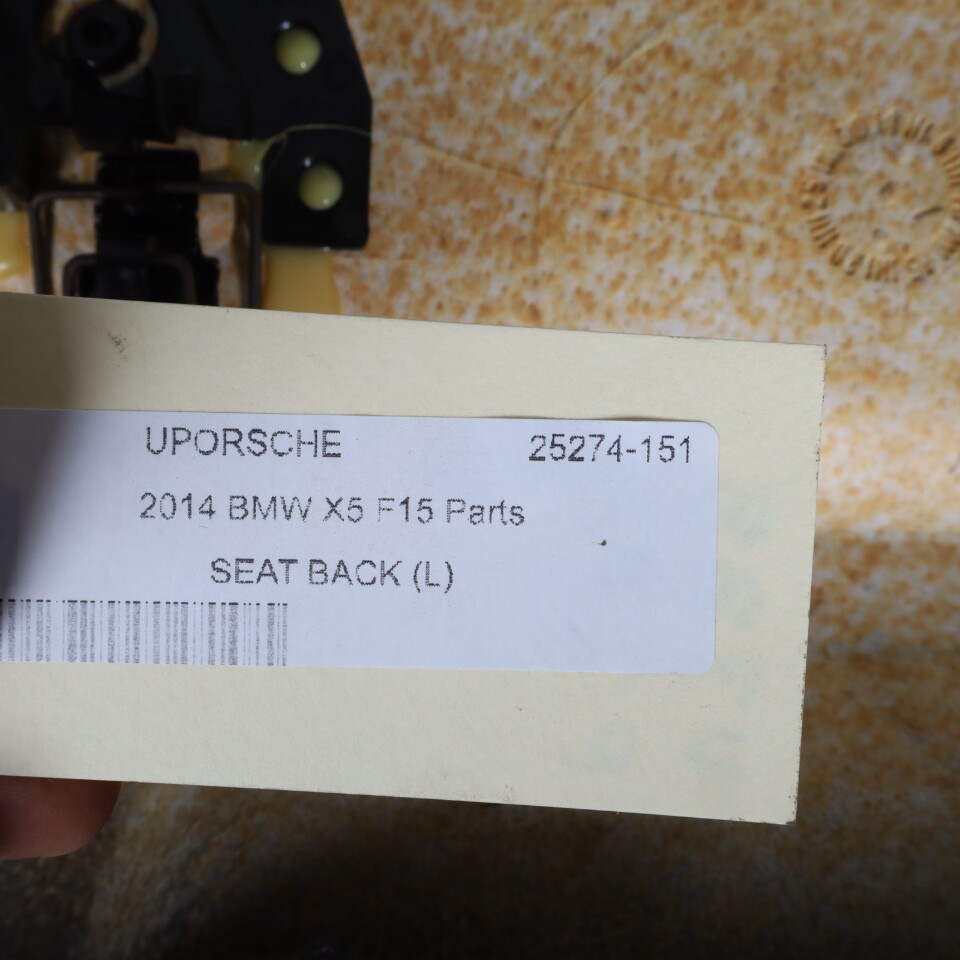 UPORSCHE 25274-151
2014 BMW X5 F15 Parts
SEAT BACK (L)